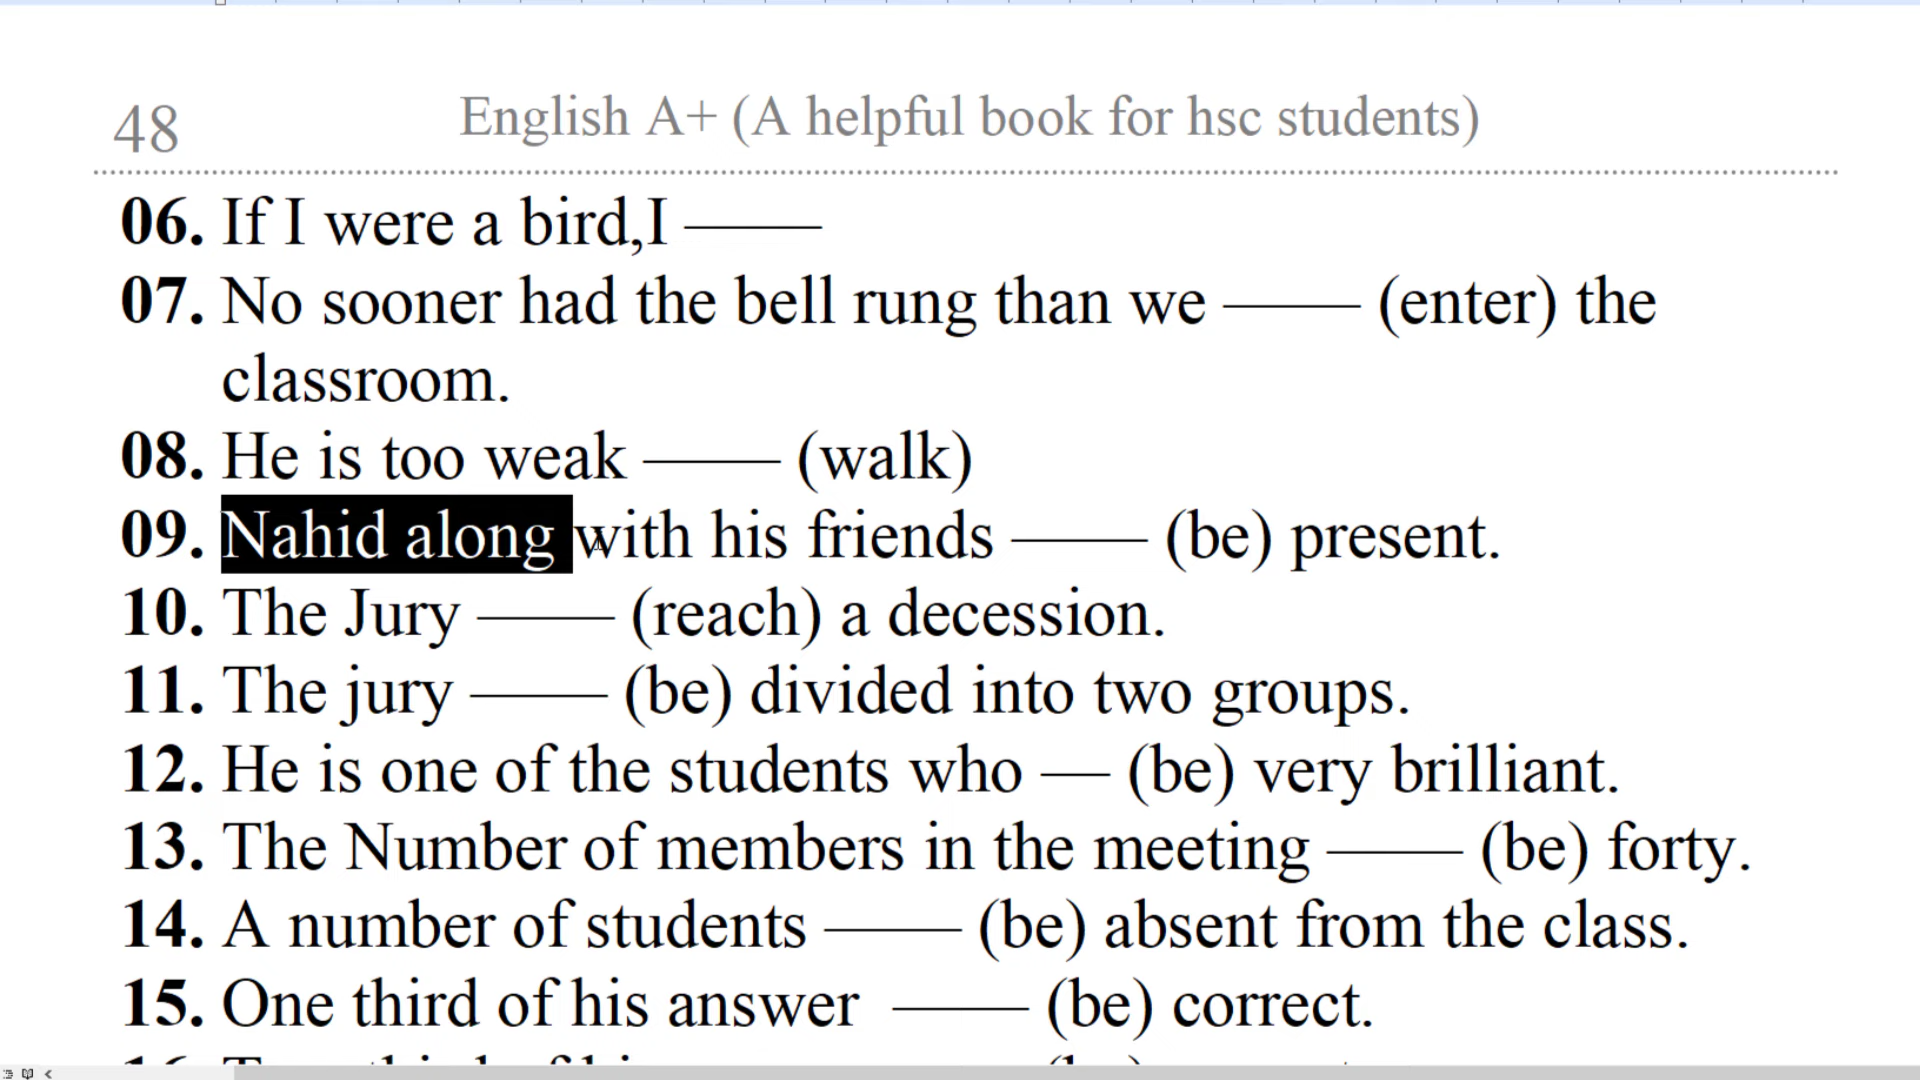 48 English A+ (A helpful book for hsc students)
06. If I were a bird,I ——
07. No sooner had the bell rung than we —— (enter) the
classroom.
08. He is too weak —— (walk)
09. Nahid along with his friends —— (be) present.
10. The Jury —— (reach) a decession.
11. The jury —— (be) divided into two groups.
12. He is one of the students who — (be) very brilliant.
13. The Number of members in the meeting —— (be) forty.
14. A number of students —— (be) absent from the class.
15. One third of his answer —— (be) correct.